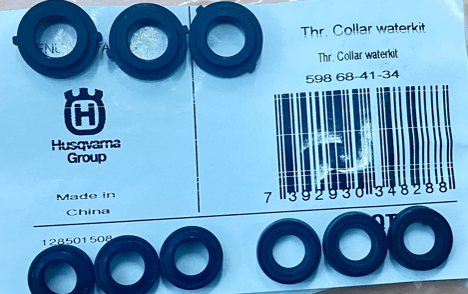 Thr. Collar waterkit
Thr. Collar waterkit
598 68-41-34
7 392930 348288
Husqvarna
Group
Made in
China
128501508